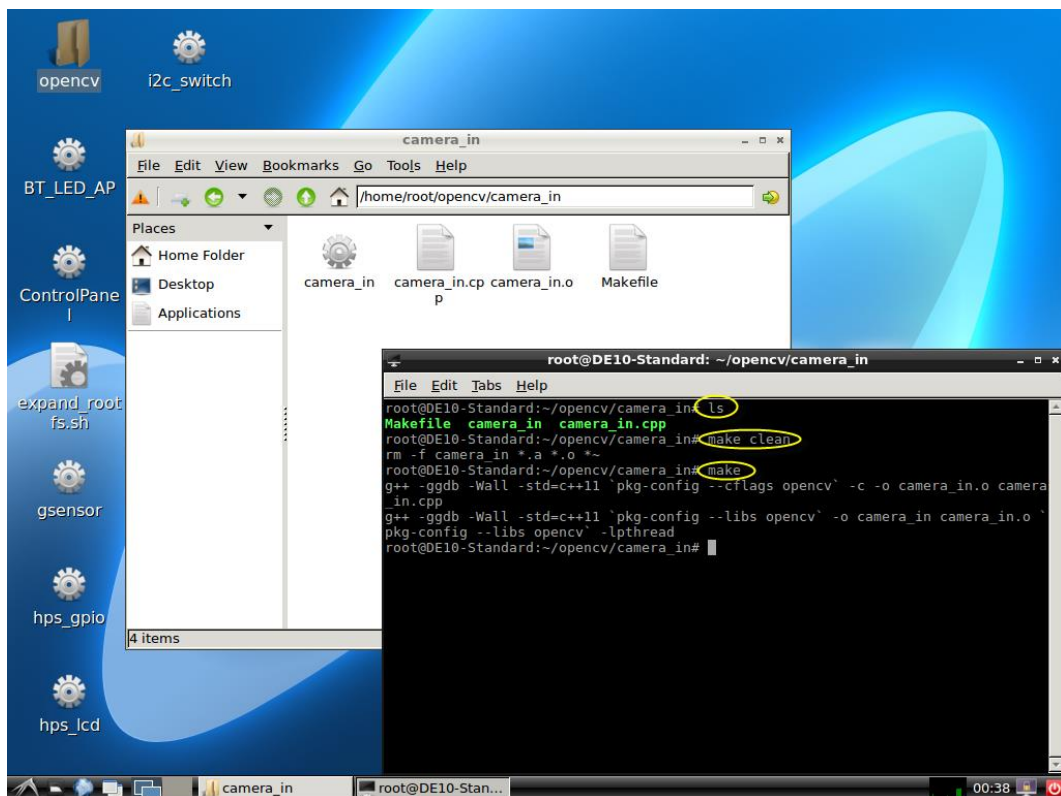 opencv
i2c_switch
BT_LED_AP
ControlPane
l
expand_root
fs.sh
gsensor
hps_gpio
hps_lcd
camera_in
File Edit View Bookmarks Go Tools Help
/home/root/opencv/camera_in
Places
Home Folder
Desktop
Applications
camera_in
camera_in.cp
p
camera_in.o
Makefile
4 items
root@DE10-Standard: ~/opencv/camera_in
File Edit Tabs Help
root@DE10-Standard:~/opencv/camera_in# ls
Makefile camera_in camera_in.cpp
root@DE10-Standard:~/opencv/camera_in# make clean
rm -f camera_in *.a *.o *~
root@DE10-Standard:~/opencv/camera_in# make
g++ -ggdb -Wall -std=c++11 `pkg-config --cflags opencv` -c -o camera_in.o camera
_in.cpp
g++ -ggdb -Wall -std=c++11 `pkg-config --libs opencv` -o camera_in camera_in.o `
pkg-config --libs opencv` -lpthread
root@DE10-Standard:~/opencv/camera_in#
camera_in
root@DE10-Stan...
00:38